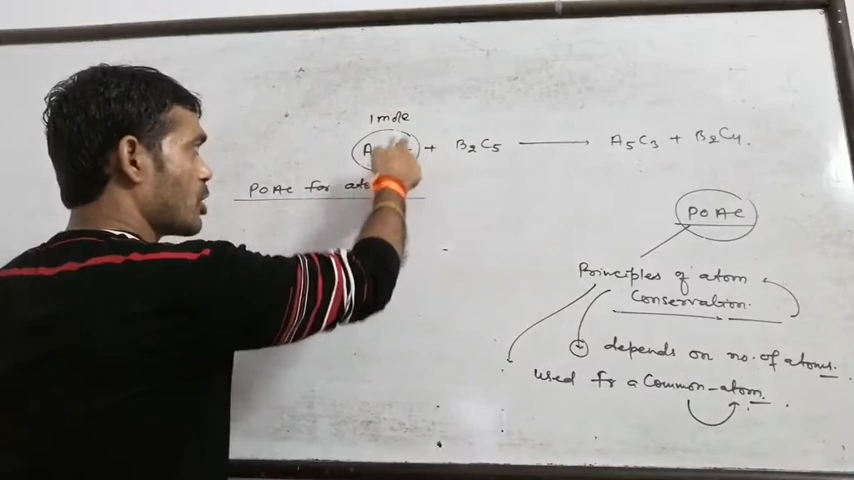 1 mole
+ B₂C₅ ⟶ A₅C₃ + B₂C₄.
POAC for
POAC
Principles of atom
Conservation
depends on no. of atoms.
used for a common-atom.